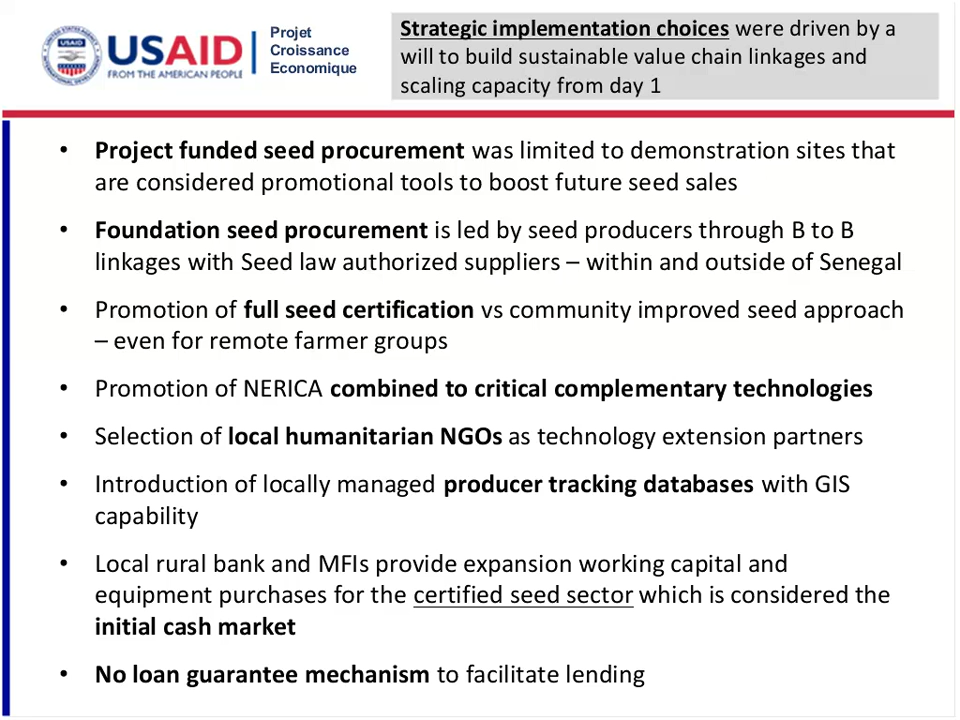 USAID
FROM THE AMERICAN PEOPLE
Projet
Croissance
Economique
Strategic implementation choices were driven by a
will to build sustainable value chain linkages and
scaling capacity from day 1
• Project funded seed procurement was limited to demonstration sites that
are considered promotional tools to boost future seed sales
• Foundation seed procurement is led by seed producers through B to B
linkages with Seed law authorized suppliers – within and outside of Senegal
• Promotion of full seed certification vs community improved seed approach
– even for remote farmer groups
• Promotion of NERICA combined to critical complementary technologies
• Selection of local humanitarian NGOs as technology extension partners
• Introduction of locally managed producer tracking databases with GIS
capability
• Local rural bank and MFIs provide expansion working capital and
equipment purchases for the certified seed sector which is considered the
initial cash market
• No loan guarantee mechanism to facilitate lending